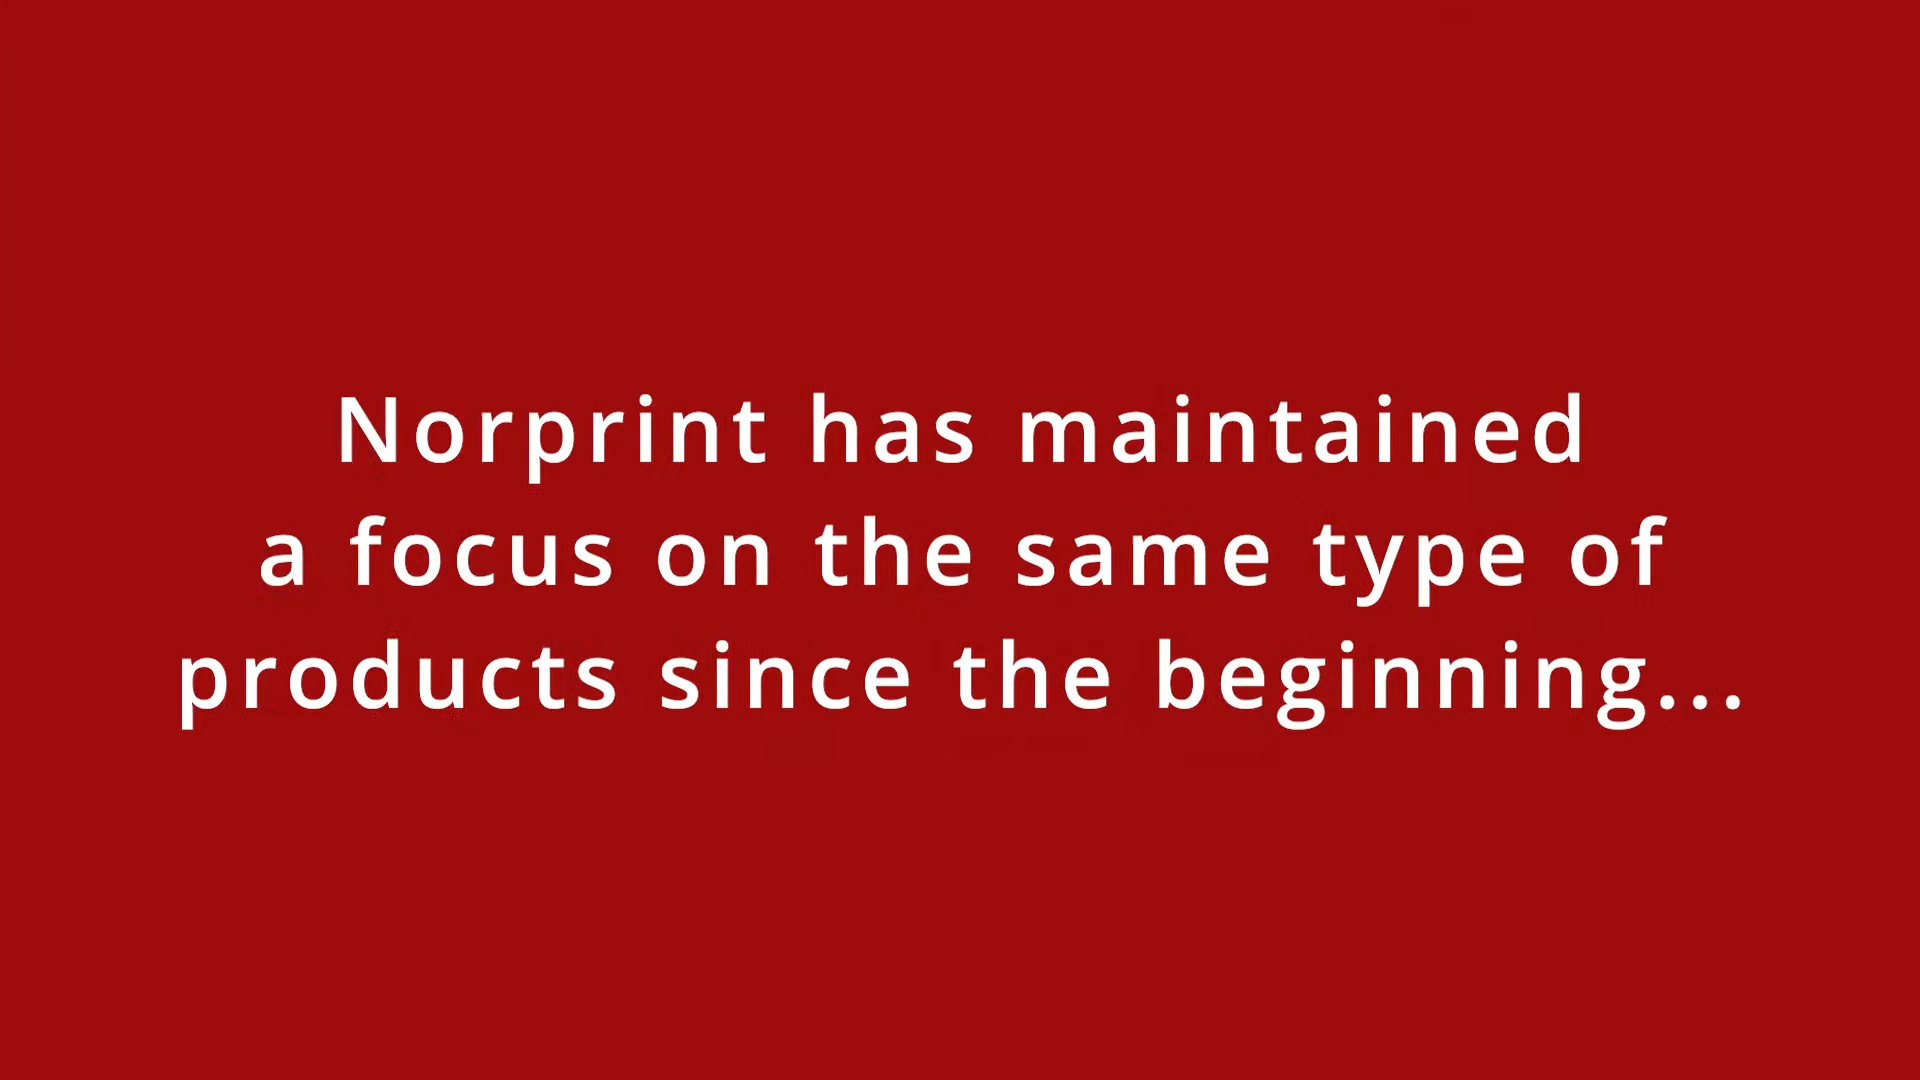 Norprint has maintained
a focus on the same type of
products since the beginning...